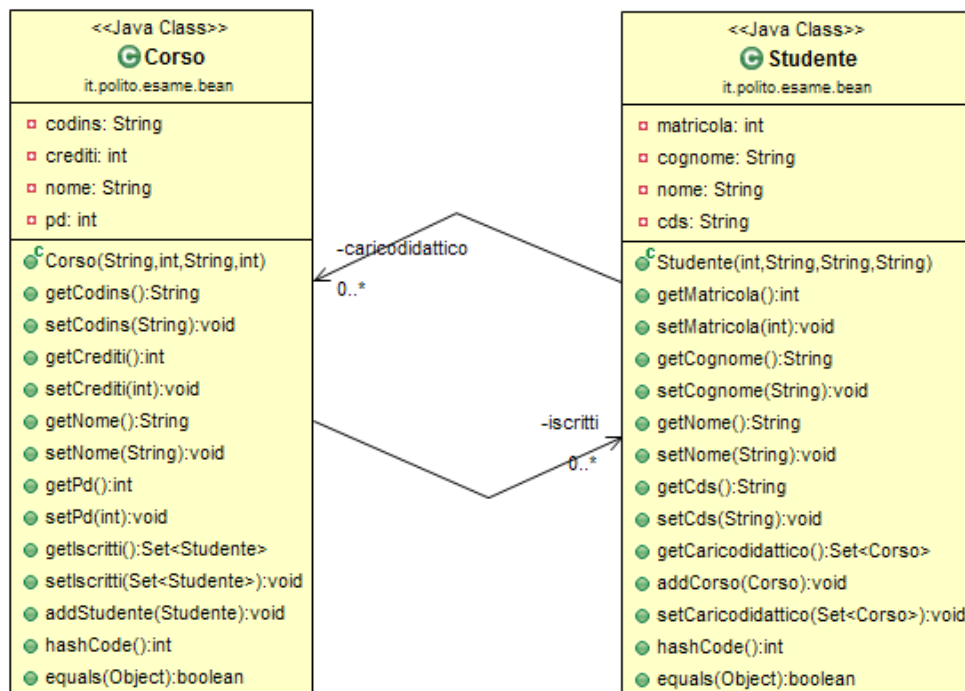 <<Java Class>>
Corso
it.polito.esame.bean
codins: String
crediti: int
nome: String
pd: int
Corso(String,int,String,int)
getCodins():String
setCodins(String):void
getCrediti():int
setCrediti(int):void
getNome():String
setNome(String):void
getPd():int
setPd(int):void
getIscritti():Set<Studente>
setIscritti(Set<Studente>):void
addStudente(Studente):void
hashCode():int
equals(Object):boolean
-caricodidattico
0..*
-iscritti
0..*
<<Java Class>>
Studente
it.polito.esame.bean
matricola: int
cognome: String
nome: String
cds: String
Studente(int,String,String,String)
getMatricola():int
setMatricola(int):void
getCognome():String
setCognome(String):void
getNome():String
setNome(String):void
getCds():String
setCds(String):void
getCaricodidattico():Set<Corso>
addCorso(Corso):void
setCaricodidattico(Set<Corso>):void
hashCode():int
equals(Object):boolean